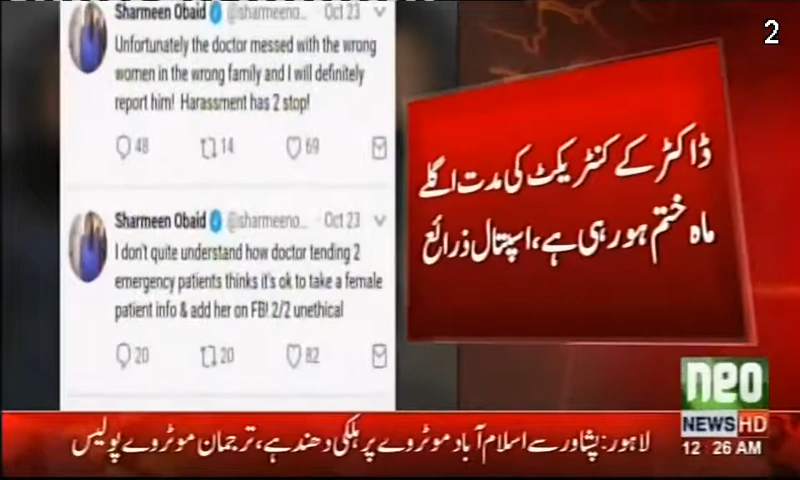 2
Sharmeen Obaid @sharmeeno... · Oct 23
Unfortunately the doctor messed with the wrong
women in the wrong family and I will definitely
report him! Harassment has 2 stop!
48 14 69
Sharmeen Obaid @sharmeeno... · Oct 23
I don't quite understand how doctor tending 2
emergency patients thinks it's ok to take a female
patient info & add her on FB! 2/2 unethical
20 20 82
ڈاکٹر کے کنٹریکٹ کی مدت اگلے
ماہ ختم ہو رہی ہے، اسپتال ذرائع
neo
NEWS HD
12 26 AM
لاہور: پشاور سے اسلام آباد موٹروے پر ہلکی دھند ہے، ترجمان موٹروے پولیس